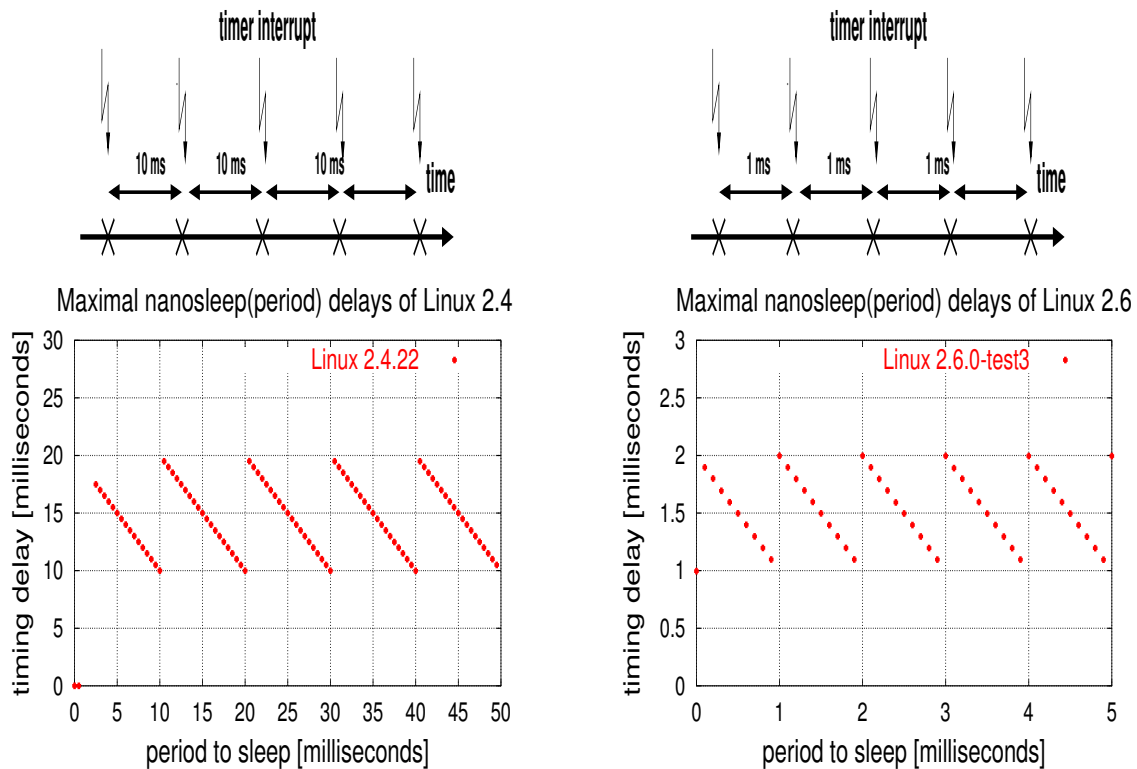 timer interrupt
10 ms
10 ms
10 ms
time
Maximal nanosleep(period) delays of Linux 2.4
timing delay [milliseconds]
30
25
20
15
10
5
0
Linux 2.4.22
0 5 10 15 20 25 30 35 40 45 50
period to sleep [milliseconds]
timer interrupt
1 ms
1 ms
1 ms
time
Maximal nanosleep(period) delays of Linux 2.6
timing delay [milliseconds]
3
2.5
2
1.5
1
0.5
0
Linux 2.6.0-test3
0 1 2 3 4 5
period to sleep [milliseconds]